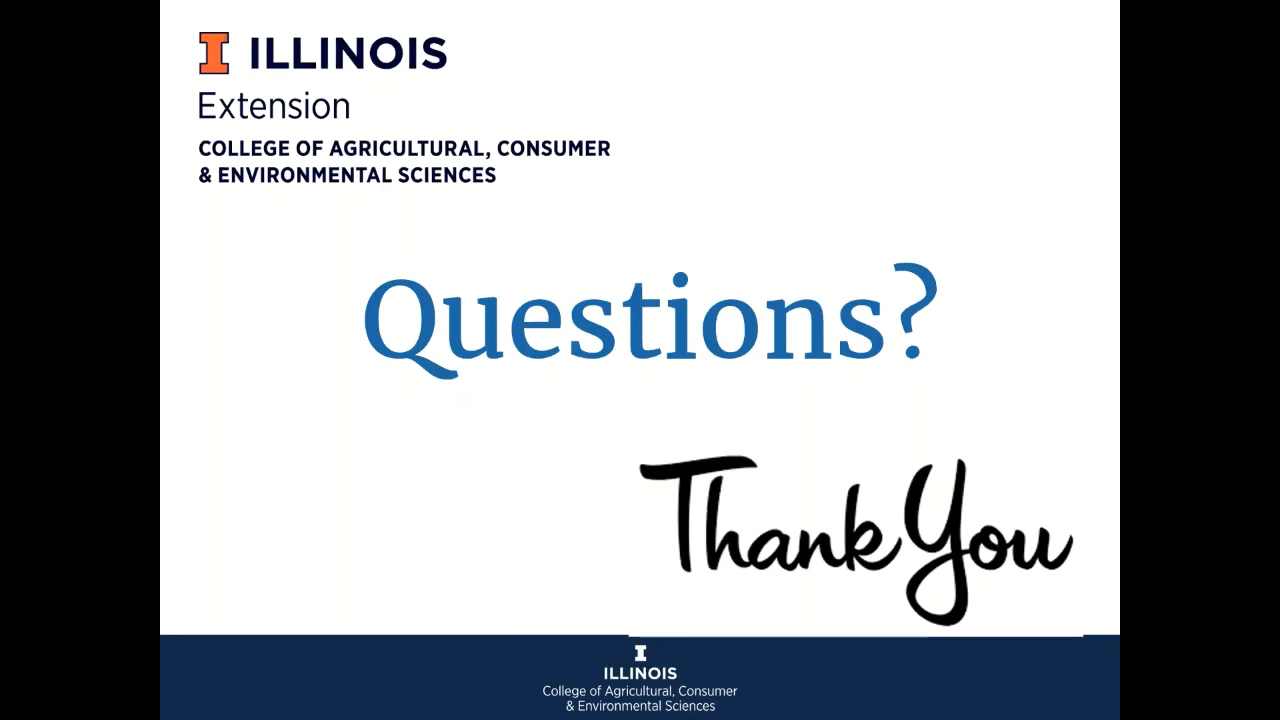 ILLINOIS
Extension
COLLEGE OF AGRICULTURAL, CONSUMER
& ENVIRONMENTAL SCIENCES
Questions?
Thank You
I
ILLINOIS
College of Agricultural, Consumer
& Environmental Sciences